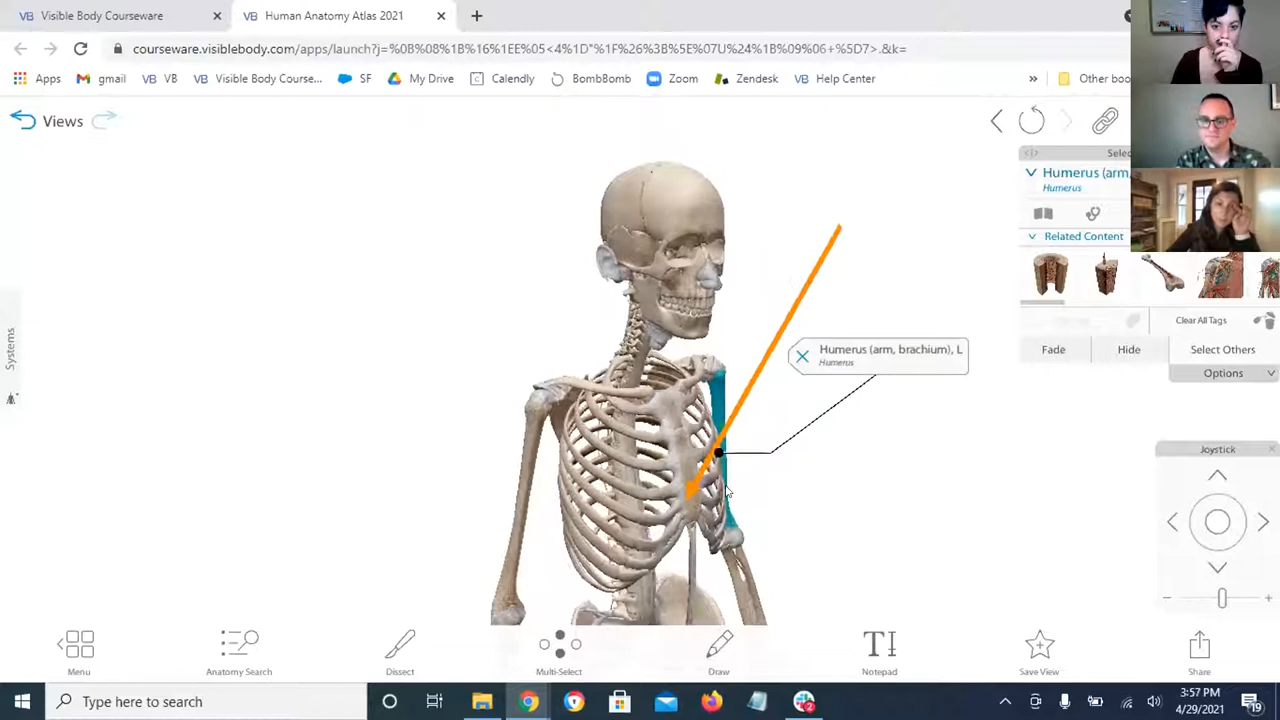 Visible Body Courseware
Human Anatomy Atlas 2021
courseware.visiblebody.com/apps/launch?j=%0B%08%1B%16%1EE%05<4%1D"%1F%26%3B%5E%07U%24%1B%09%06+%5D7>.&k=
Apps
gmail
VB
Visible Body Course...
SF
My Drive
Calendly
BombBomb
Zoom
Zendesk
Help Center
»
Other boo
Views
Selec
Humerus (arm,
Humerus
Related Content
Clear All Tags
Fade
Hide
Select Others
Options
Systems
Humerus (arm, brachium), L
Humerus
Joystick
Menu
Anatomy Search
Dissect
Multi-Select
Draw
Notepad
Save View
Share
Type here to search
3:57 PM
4/29/2021
19